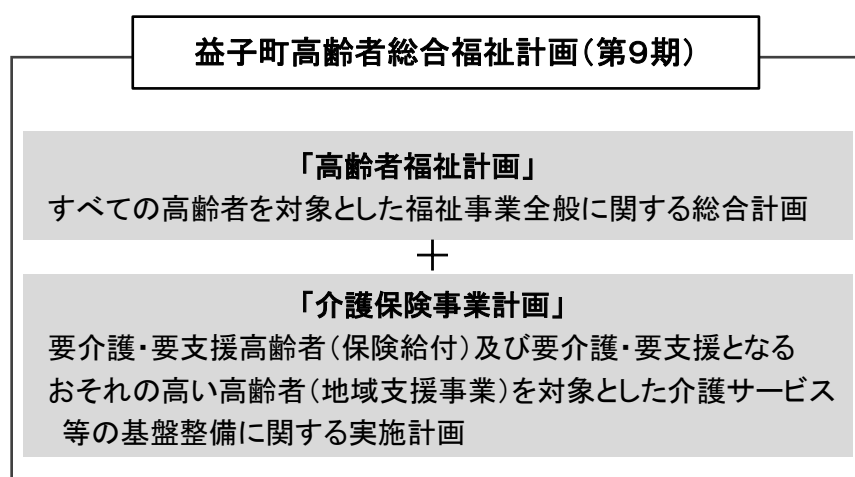 益子町高齢者総合福祉計画（第９期）
「高齢者福祉計画」
すべての高齢者を対象とした福祉事業全般に関する総合計画
＋
「介護保険事業計画」
要介護・要支援高齢者（保険給付）及び要介護・要支援となる
おそれの高い高齢者（地域支援事業）を対象とした介護サービス
等の基盤整備に関する実施計画